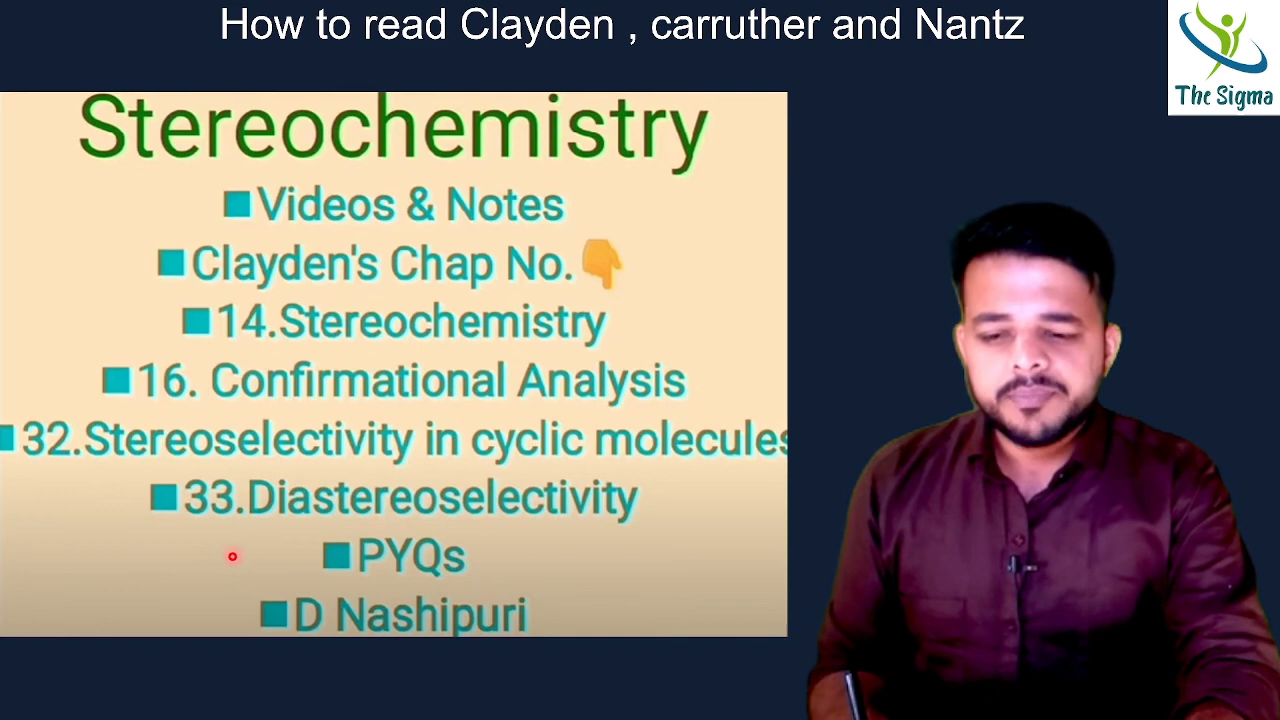 How to read Clayden , carruther and Nantz
The Sigma
Stereochemistry
■Videos & Notes
■Clayden's Chap No.👇
■14.Stereochemistry
■16. Confirmational Analysis
■32.Stereoselectivity in cyclic molecules
■33.Diastereoselectivity
■PYQs
■D Nashipuri